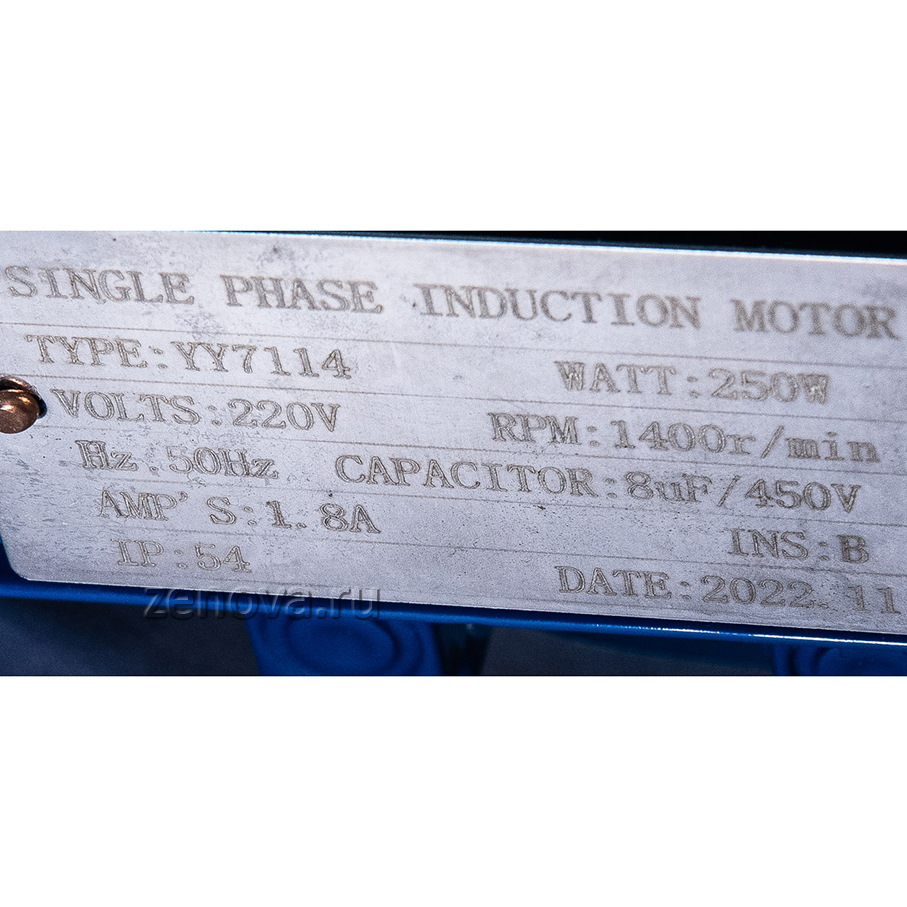 SINGLE PHASE INDUCTION MOTOR
TYPE:YY7114 WATT:250W
VOLTS:220V RPM:1400r/min
Hz.50Hz CAPACITOR:8uF/450V
AMP'S:1.8A INS:B
IP:54 DATE:2022.11
zenova.ru